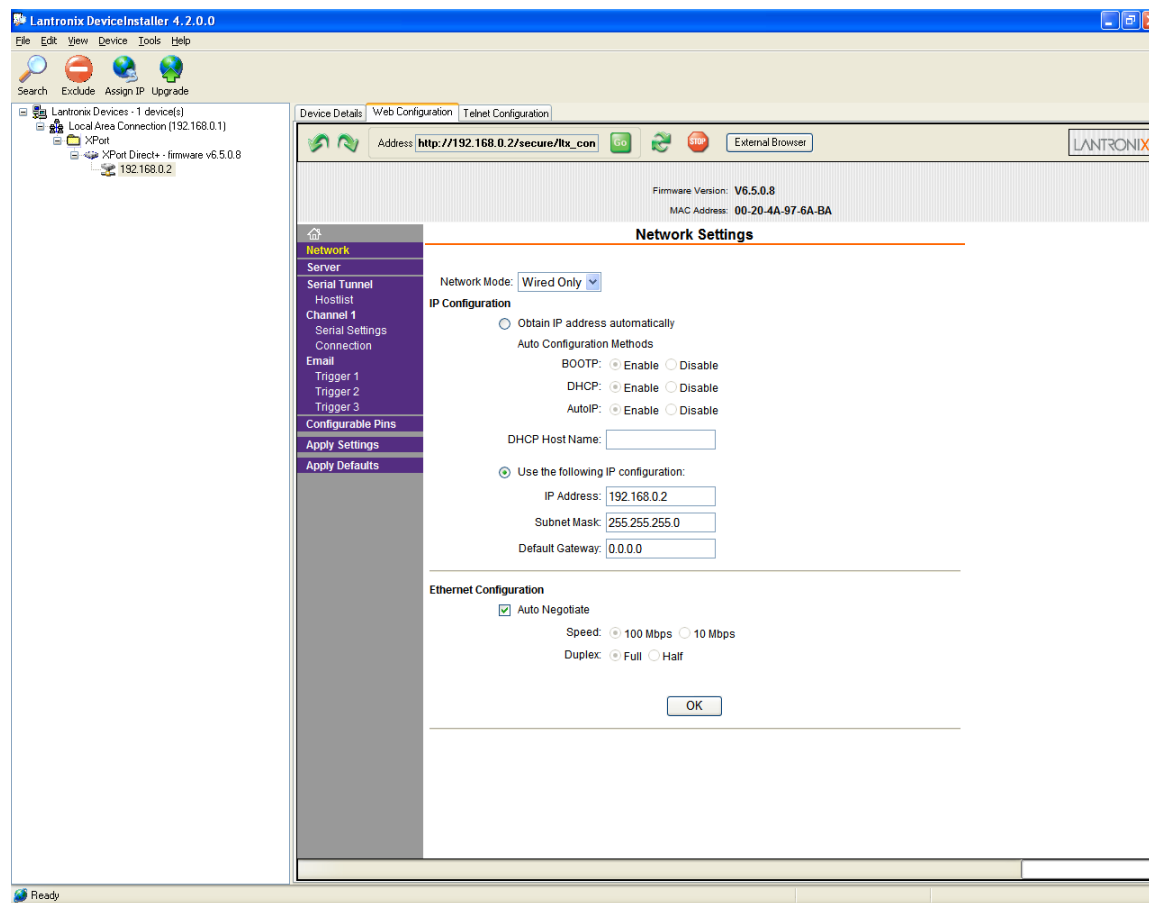 Lantronix DeviceInstaller 4.2.0.0
File Edit View Device Tools Help
Search Exclude Assign IP Upgrade
Lantronix Devices - 1 device(s)
Local Area Connection (192.168.0.1)
XPort
XPort Direct+ - firmware v6.5.0.8
192.168.0.2
Device Details Web Configuration Telnet Configuration
Address http://192.168.0.2/secure/ltx_con Go STOP External Browser LANTRONIX
Firmware Version: V6.5.0.8
MAC Address: 00-20-4A-97-6A-BA
Network
Server
Serial Tunnel
Hostlist
Channel 1
Serial Settings
Connection
Email
Trigger 1
Trigger 2
Trigger 3
Configurable Pins
Apply Settings
Apply Defaults
Network Settings
Network Mode: Wired Only
IP Configuration
Obtain IP address automatically
Auto Configuration Methods
BOOTP: Enable Disable
DHCP: Enable Disable
AutoIP: Enable Disable
DHCP Host Name:
Use the following IP configuration:
IP Address: 192.168.0.2
Subnet Mask: 255.255.255.0
Default Gateway: 0.0.0.0
Ethernet Configuration
Auto Negotiate
Speed: 100 Mbps 10 Mbps
Duplex: Full Half
OK
Ready